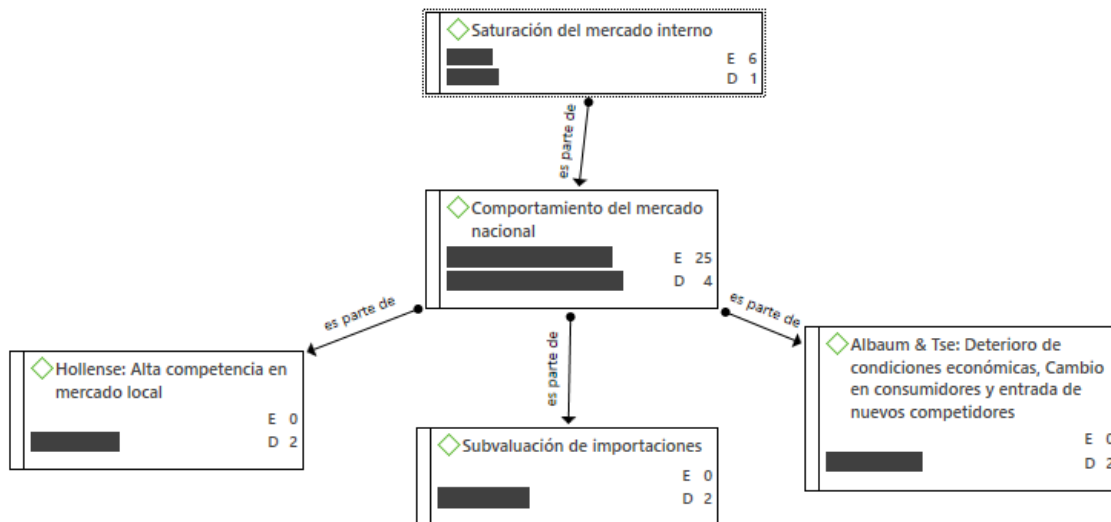 Saturación del mercado interno
E 6
D 1
es parte de
Comportamiento del mercado
nacional
E 25
D 4
es parte de
es parte de
es parte de
Hollense: Alta competencia en
mercado local
E 0
D 2
Subvaluación de importaciones
E 0
D 2
Albaum & Tse: Deterioro de
condiciones económicas, Cambio
en consumidores y entrada de
nuevos competidores
E 0
D 2